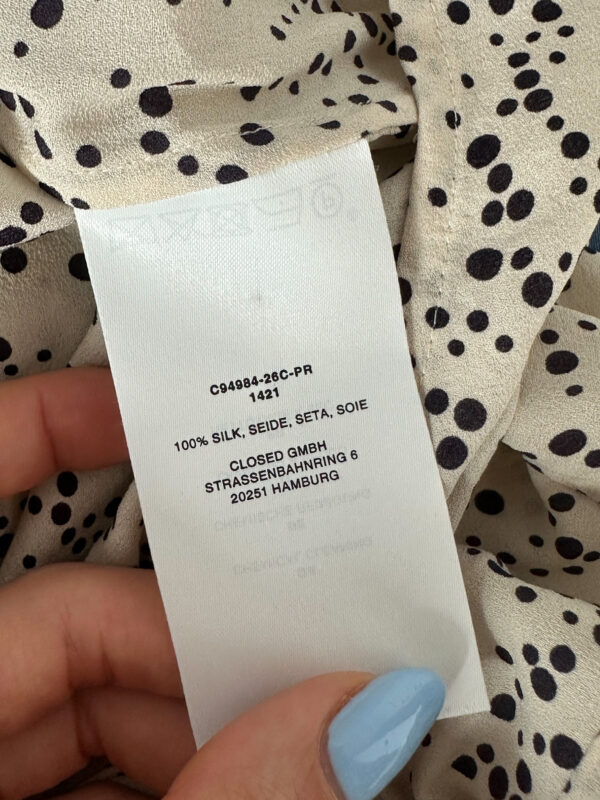 C94984-26C-PR
1421
100% SILK, SEIDE, SETA, SOIE
CLOSED GMBH
STRASSENBAHNRING 6
20251 HAMBURG